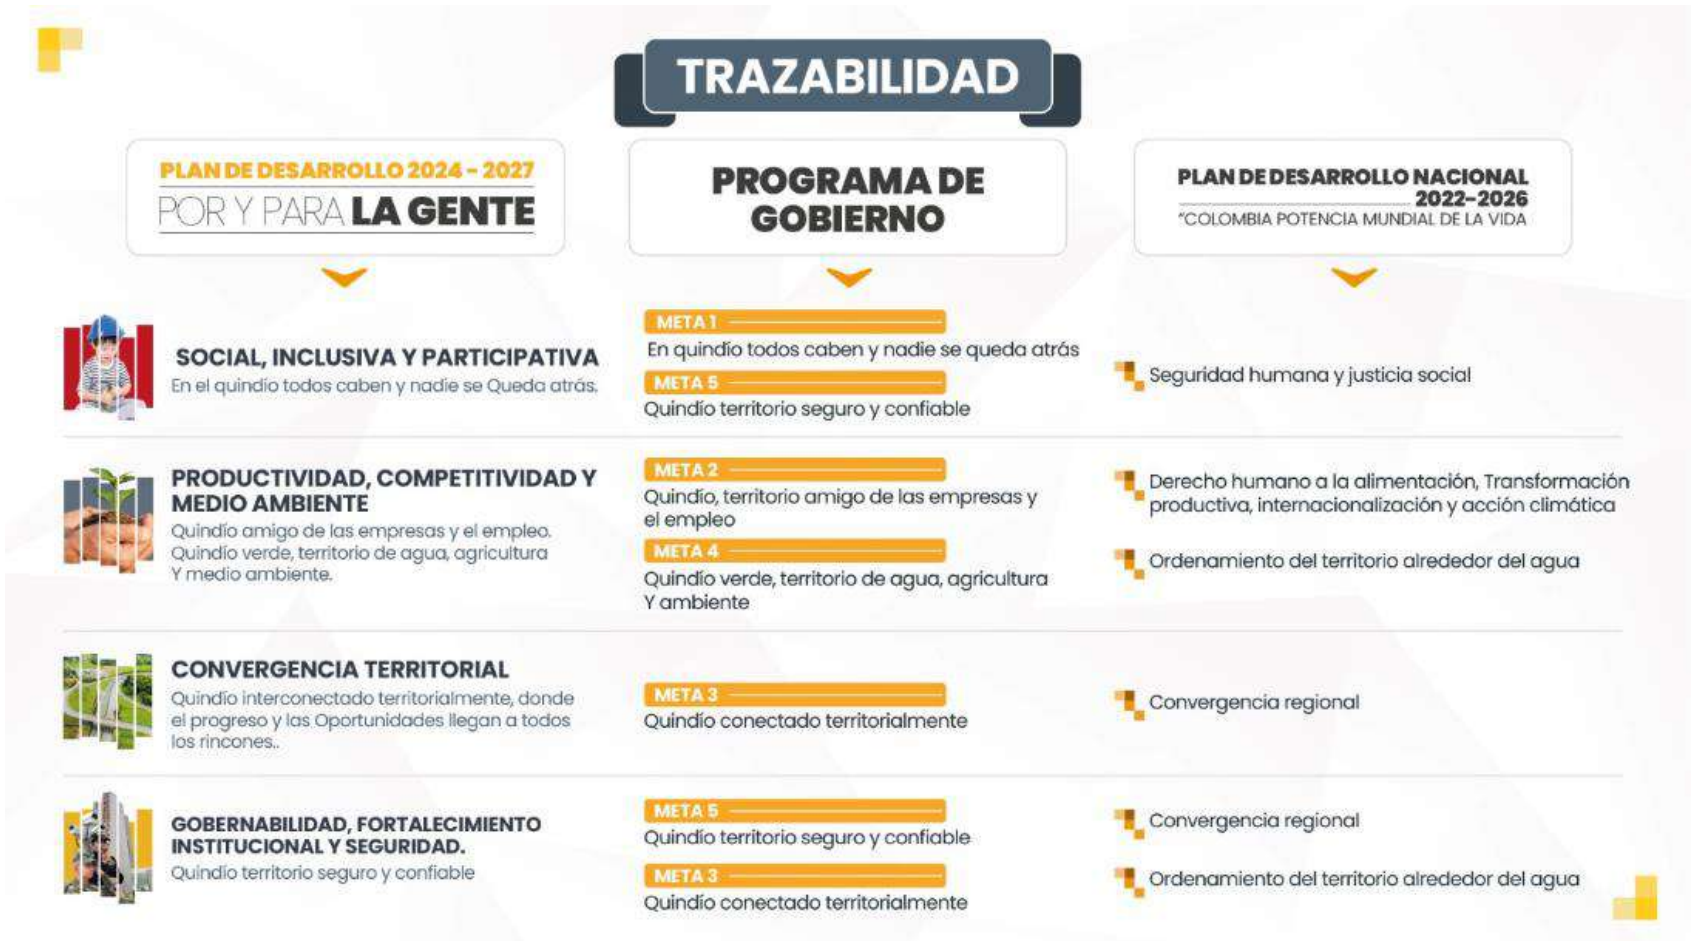 TRAZABILIDAD
PLAN DE DESARROLLO 2024 - 2027
POR Y PARA LA GENTE
PROGRAMA DE
GOBIERNO
PLAN DE DESARROLLO NACIONAL
2022-2026
"COLOMBIA POTENCIA MUNDIAL DE LA VIDA
SOCIAL, INCLUSIVA Y PARTICIPATIVA
En el quindío todos caben y nadie se Queda atrás.
META 1
En quindío todos caben y nadie se queda atrás
META 5
Quindío territorio seguro y confiable
Seguridad humana y justicia social
PRODUCTIVIDAD, COMPETITIVIDAD Y
MEDIO AMBIENTE
Quindío amigo de las empresas y el empleo.
Quindío verde, territorio de agua, agricultura
Y medio ambiente.
META 2
Quindío, territorio amigo de las empresas y
el empleo
META 4
Quindío verde, territorio de agua, agricultura
Y ambiente
Derecho humano a la alimentación, Transformación
productiva, internacionalización y acción climática
Ordenamiento del territorio alrededor del agua
CONVERGENCIA TERRITORIAL
Quindío interconectado territorialmente, donde
el progreso y las Oportunidades llegan a todos
los rincones..
META 3
Quindío conectado territorialmente
Convergencia regional
GOBERNABILIDAD, FORTALECIMIENTO
INSTITUCIONAL Y SEGURIDAD.
Quindío territorio seguro y confiable
META 5
Quindío territorio seguro y confiable
META 3
Quindío conectado territorialmente
Convergencia regional
Ordenamiento del territorio alrededor del agua